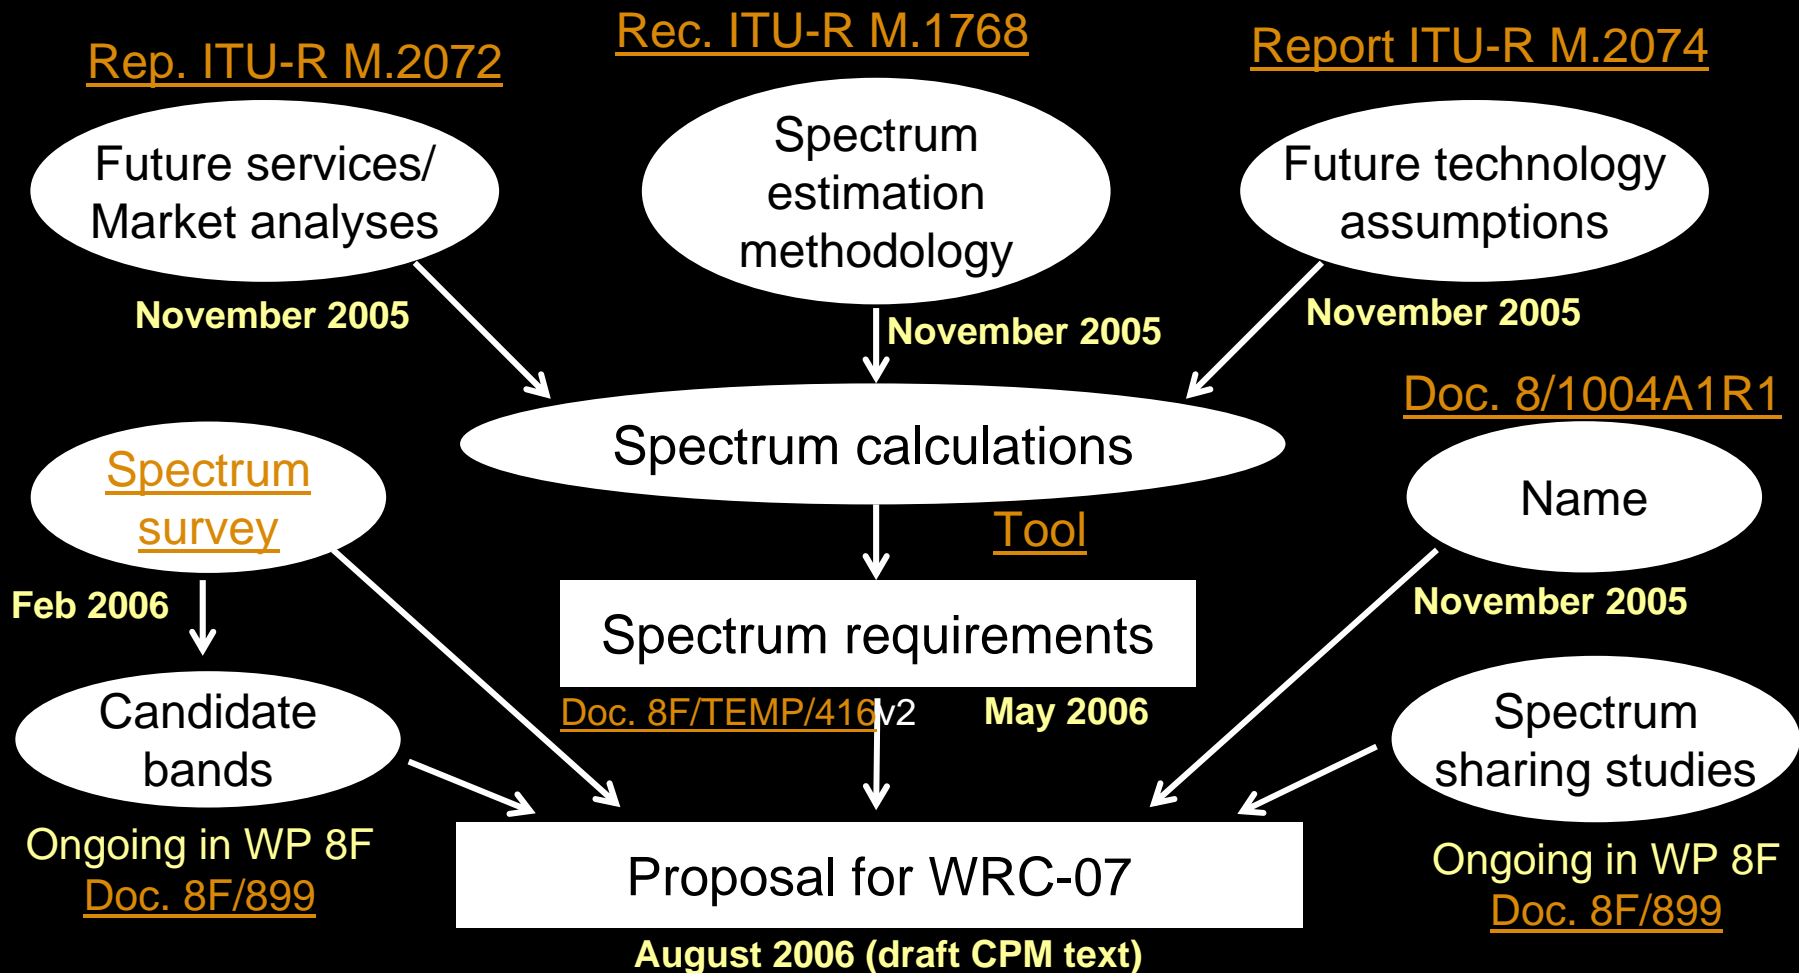 Rep. ITU-R M.2072
Rec. ITU-R M.1768
Report ITU-R M.2074
Future services/
Market analyses
Spectrum
estimation
methodology
Future technology
assumptions
November 2005
November 2005
November 2005
Spectrum calculations
Doc. 8/1004A1R1
Spectrum
survey
Name
Tool
Feb 2006
November 2005
Spectrum requirements
Doc. 8F/TEMP/416v2
May 2006
Candidate
bands
Spectrum
sharing studies
Ongoing in WP 8F
Doc. 8F/899
Proposal for WRC-07
Ongoing in WP 8F
Doc. 8F/899
August 2006 (draft CPM text)